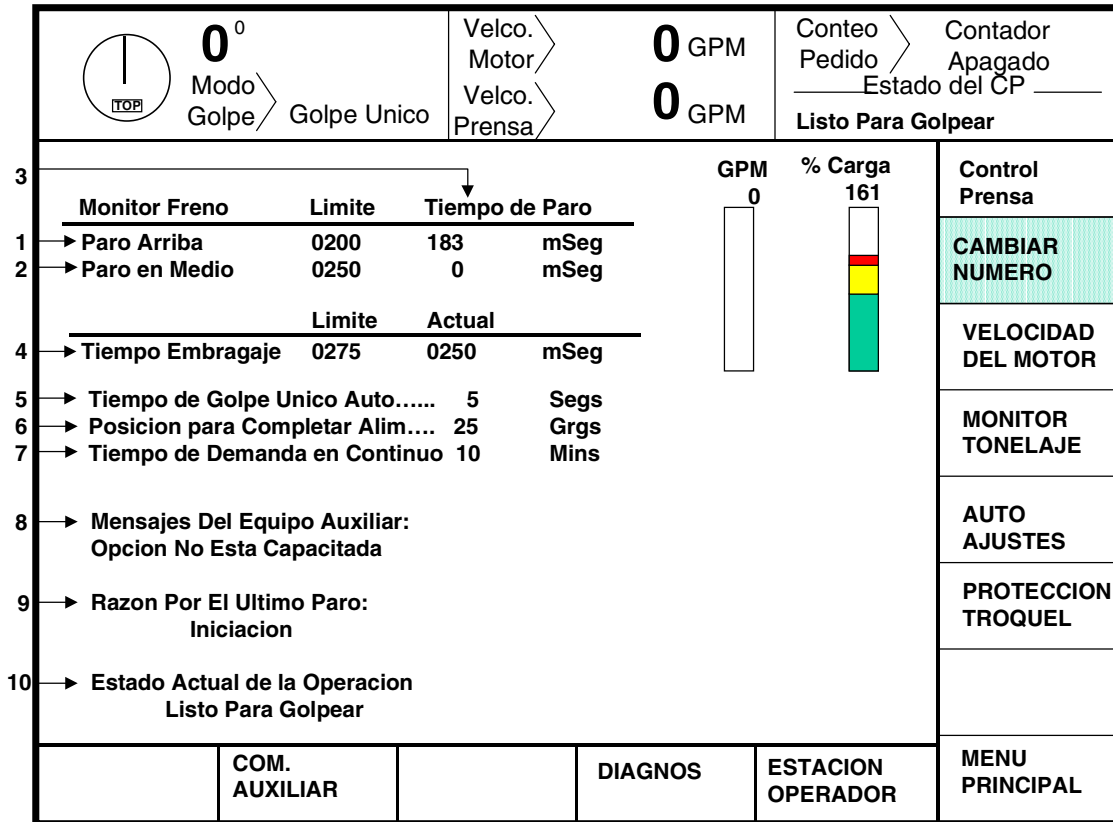 0 0
TOP
Modo
Golpe
Golpe Unico
Velco.
Motor
0 GPM
Velco.
Prensa
0 GPM
Conteo
Pedido
Contador
Apagado
Estado del CP
Listo Para Golpear
3
GPM
0
% Carga
161
Monitor Freno Limite Tiempo de Paro
1 Paro Arriba 0200 183 mSeg
2 Paro en Medio 0250 0 mSeg
Limite Actual
4 Tiempo Embragaje 0275 0250 mSeg
5 Tiempo de Golpe Unico Auto…... 5 Segs
6 Posicion para Completar Alim…. 25 Grgs
7 Tiempo de Demanda en Continuo 10 Mins
8 Mensajes Del Equipo Auxiliar:
Opcion No Esta Capacitada
9 Razon Por El Ultimo Paro:
Iniciacion
10 Estado Actual de la Operacion
Listo Para Golpear
Control
Prensa
CAMBIAR
NUMERO
VELOCIDAD
DEL MOTOR
MONITOR
TONELAJE
AUTO
AJUSTES
PROTECCION
TROQUEL
MENU
PRINCIPAL
COM.
AUXILIAR
DIAGNOS
ESTACION
OPERADOR